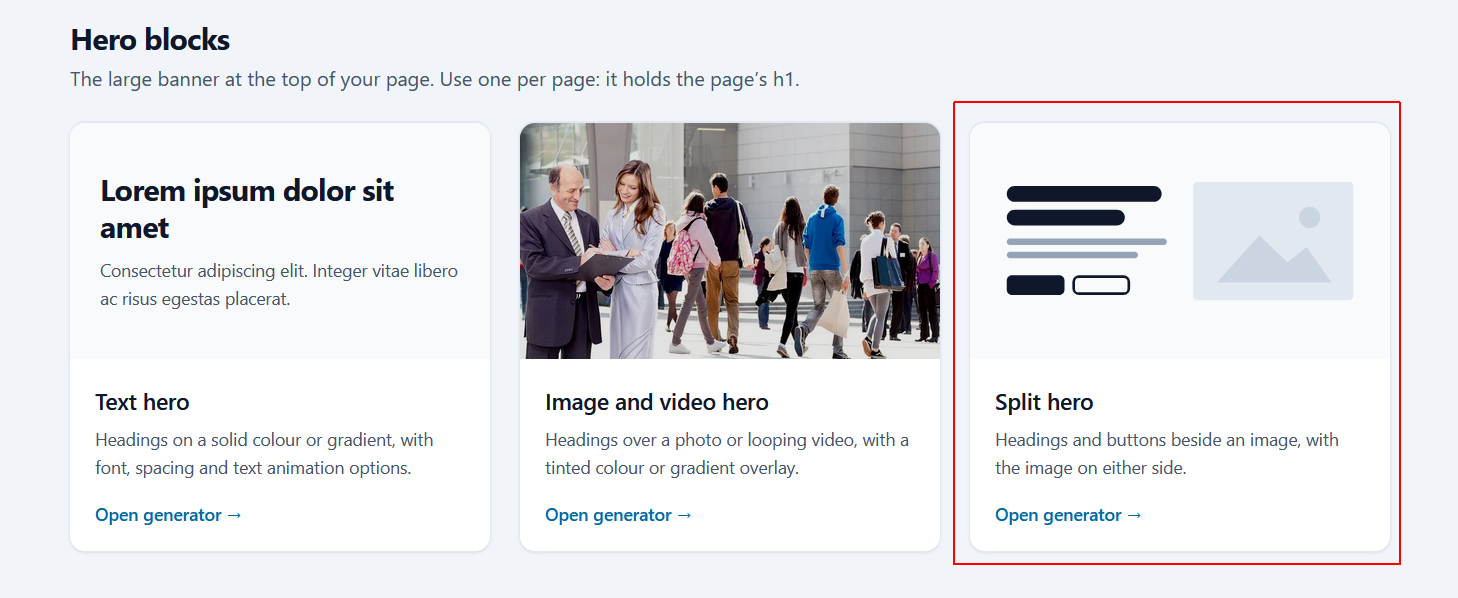 Hero blocks
The large banner at the top of your page. Use one per page: it holds the page’s h1.
Lorem ipsum dolor sit
amet
Consectetur adipiscing elit. Integer vitae libero
ac risus egestas placerat.
Text hero
Headings on a solid colour or gradient, with
font, spacing and text animation options.
Open generator →
Image and video hero
Headings over a photo or looping video, with a
tinted colour or gradient overlay.
Open generator →
Split hero
Headings and buttons beside an image, with
the image on either side.
Open generator →